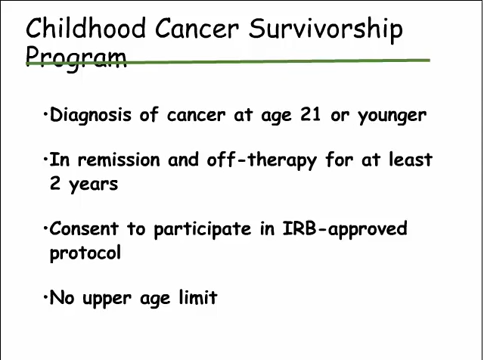 Childhood Cancer Survivorship
Program
•Diagnosis of cancer at age 21 or younger
•In remission and off-therapy for at least
2 years
•Consent to participate in IRB-approved
protocol
•No upper age limit